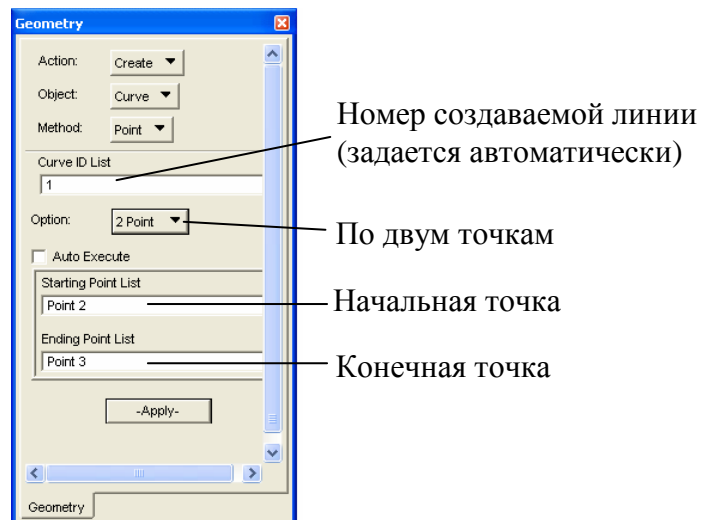 Geometry
Action: Create
Object: Curve
Method: Point
Curve ID List
1
Option: 2 Point
Auto Execute
Starting Point List
Point 2
Ending Point List
Point 3
-Apply-
Geometry
Номер создаваемой линии
(задается автоматически)
По двум точкам
Начальная точка
Конечная точка